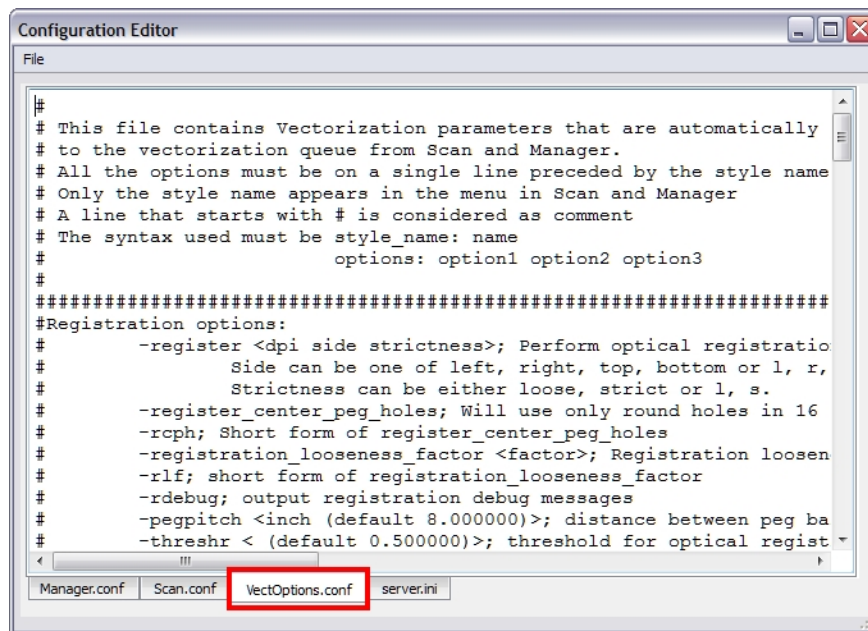 Configuration Editor
File
#
# This file contains Vectorization parameters that are automatically
# to the vectorization queue from Scan and Manager.
# All the options must be on a single line preceded by the style name
# Only the style name appears in the menu in Scan and Manager
# A line that starts with # is considered as comment
# The syntax used must be style_name: name
# options: option1 option2 option3
#
#####################################################################
#Registration options:
# -register <dpi side strictness>; Perform optical registratio
# Side can be one of left, right, top, bottom or l, r,
# Strictness can be either loose, strict or l, s.
# -register_center_peg_holes; Will use only round holes in 16
# -rcph; Short form of register_center_peg_holes
# -registration_looseness_factor <factor>; Registration loosen
# -rlf; short form of registration_looseness_factor
# -rdebug; output registration debug messages
# -pegpitch <inch (default 8.000000)>; distance between peg ba
# -threshr < (default 0.500000)>; threshold for optical regist
Manager.conf Scan.conf VectOptions.conf server.ini